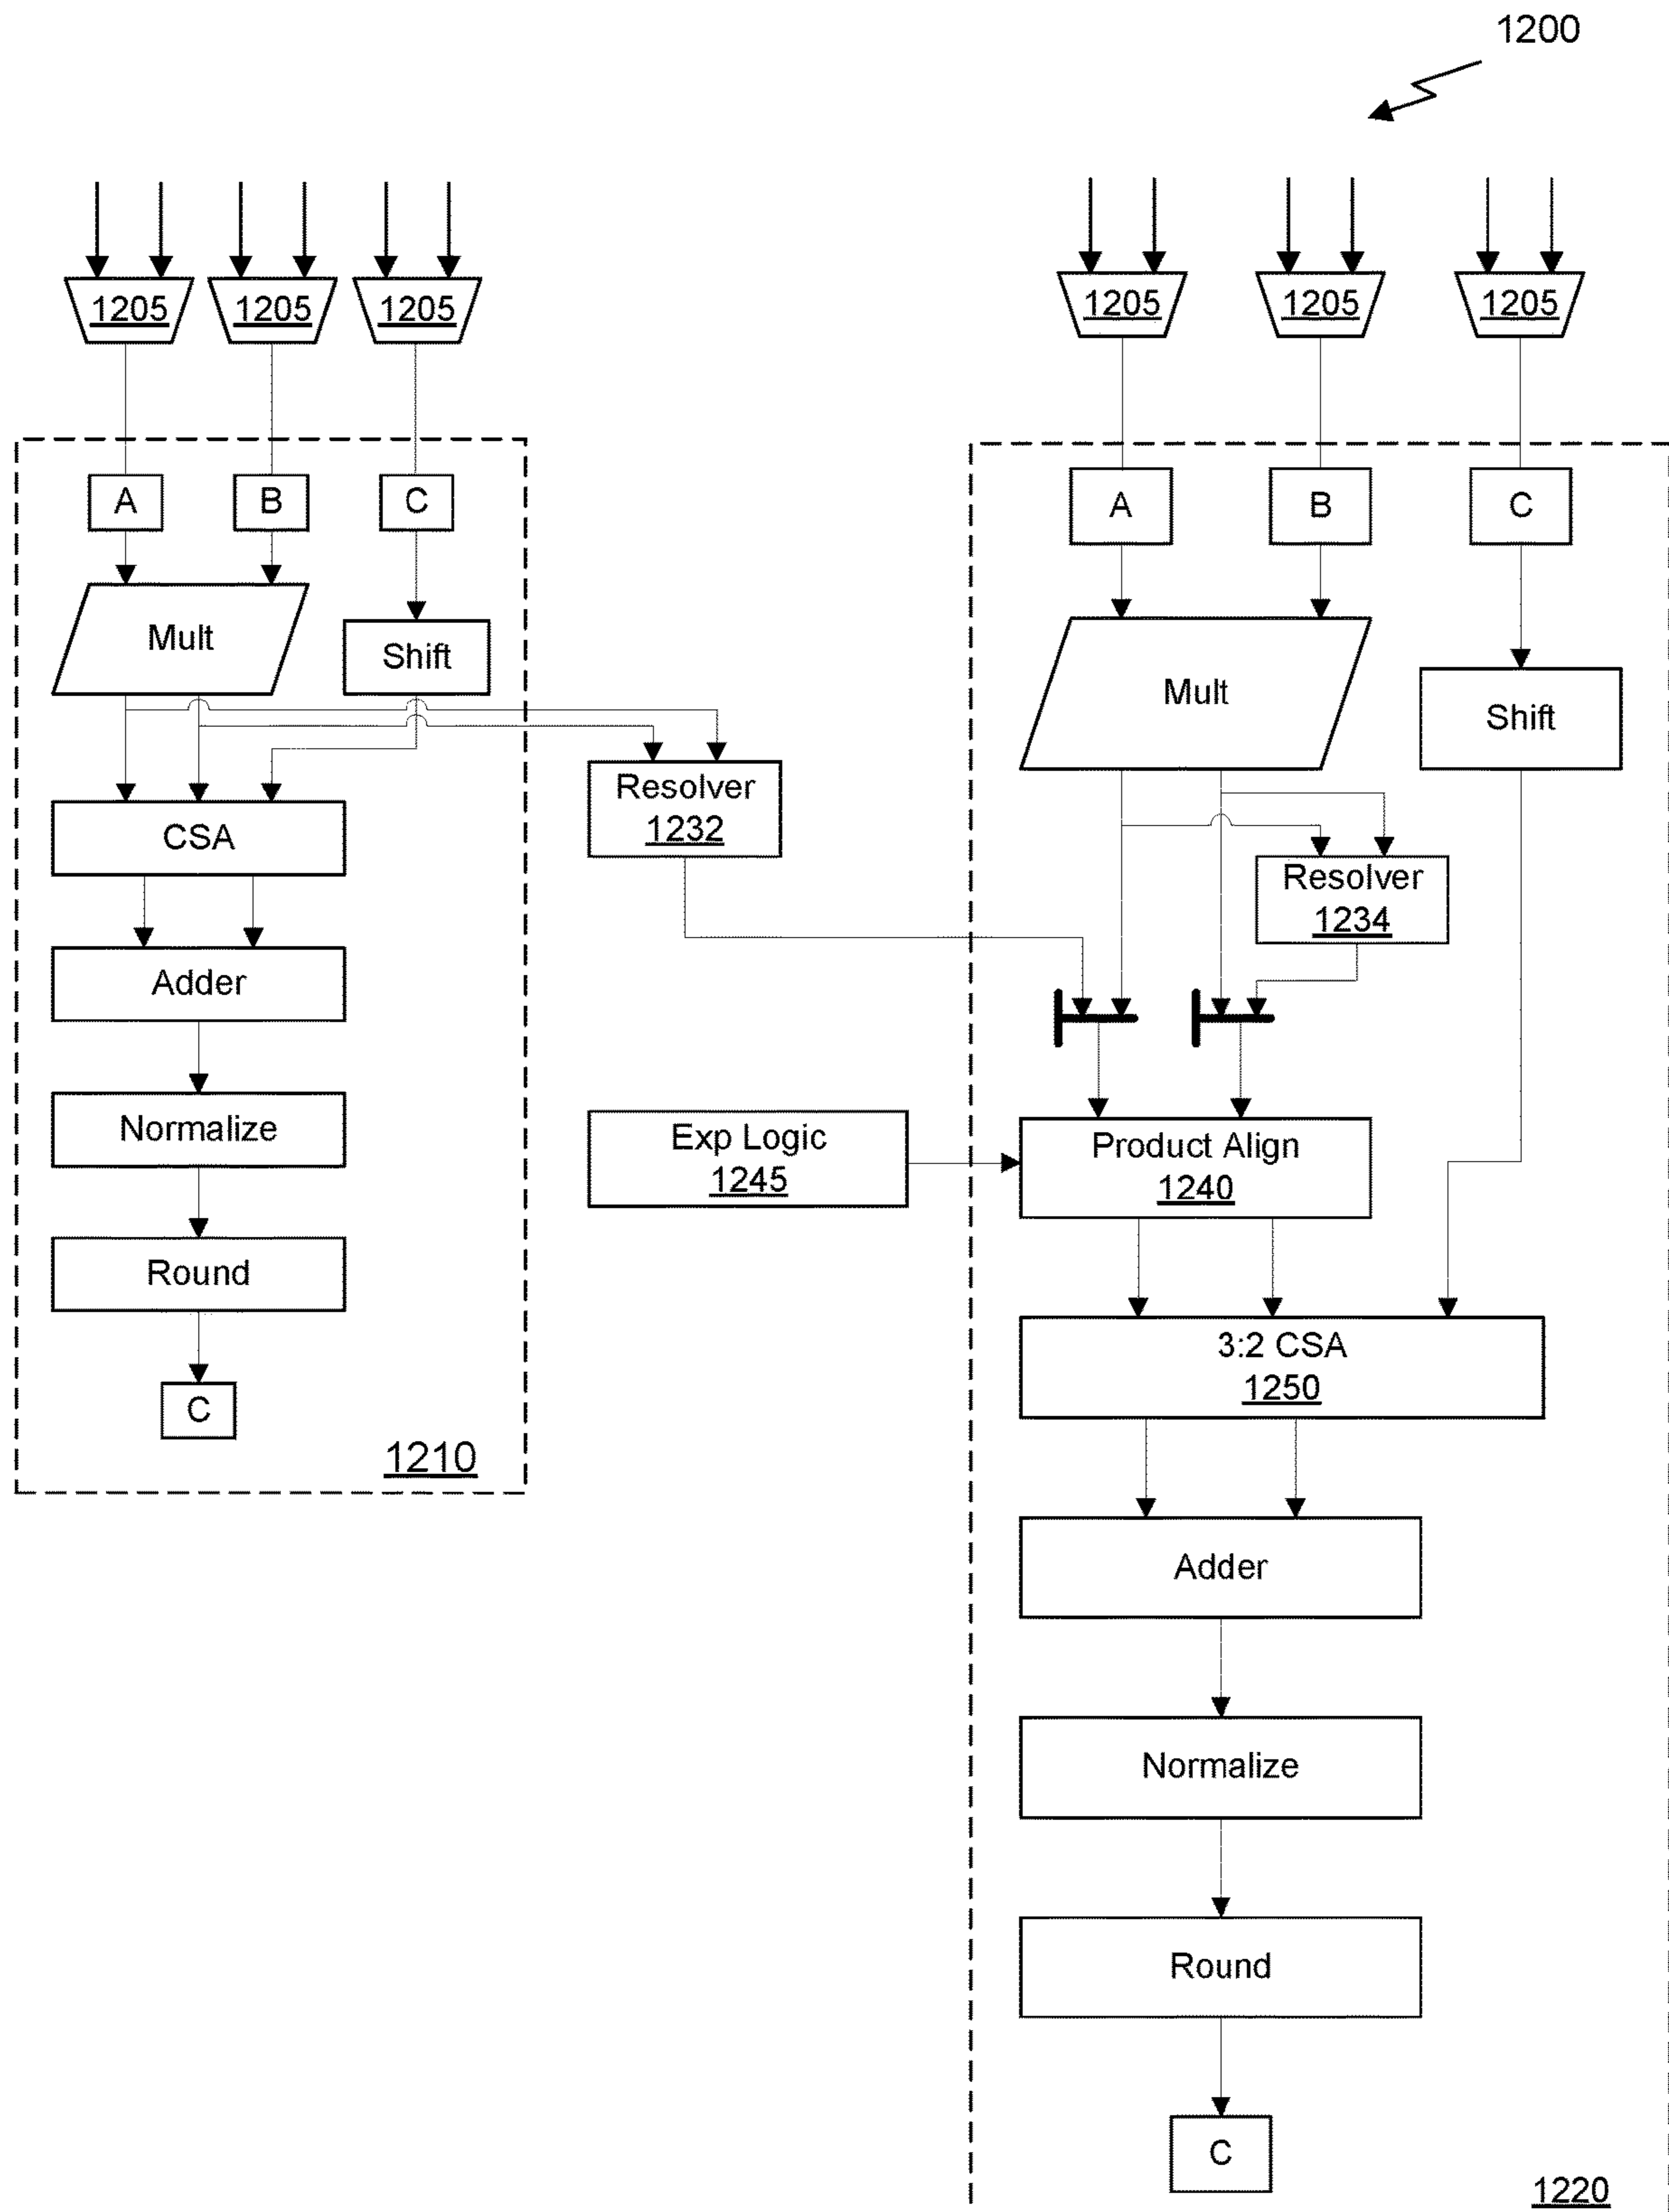 1200
1205 1205 1205
1205 1205 1205
A B C
A B C
Mult
Shift
Mult
Shift
Resolver
1232
CSA
Resolver
1234
Adder
Normalize
Exp Logic
1245
Product Align
1240
Round
3:2 CSA
1250
C
1210
Adder
Normalize
Round
C
1220